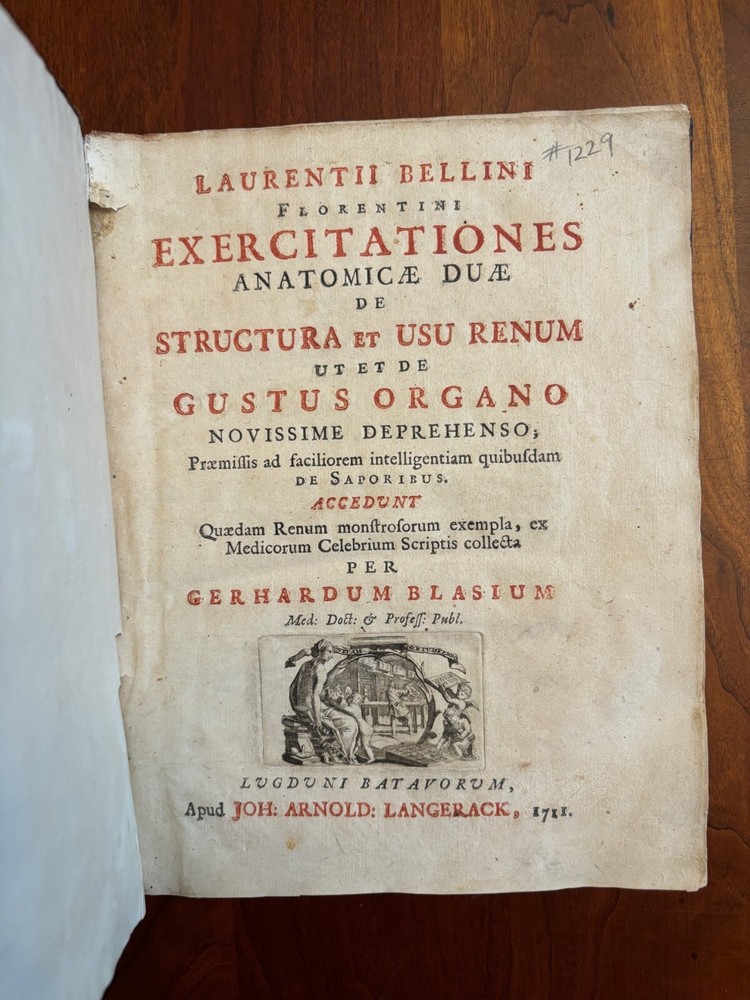 #1229
LAURENTII BELLINI
FLORENTINI
EXERCITATIONES
ANATOMICÆ DUÆ
DE
STRUCTURA ET USU RENUM
UT ET DE
GUSTUS ORGANO
NOVISSIME DEPREHENSO;
Præmiſſis ad faciliorem intelligentiam quibuſdam
DE SAPORIBUS.
ACCEDUNT
Quædam Renum monſtroſorum exempla, ex
Medicorum Celebrium Scriptis collecta
PER
GERHARDUM BLASIUM
Med: Doct: & Profeſſ: Publ.
LUGDUNI BATAVORUM,
Apud JOH: ARNOLD: LANGERACK, 1711.